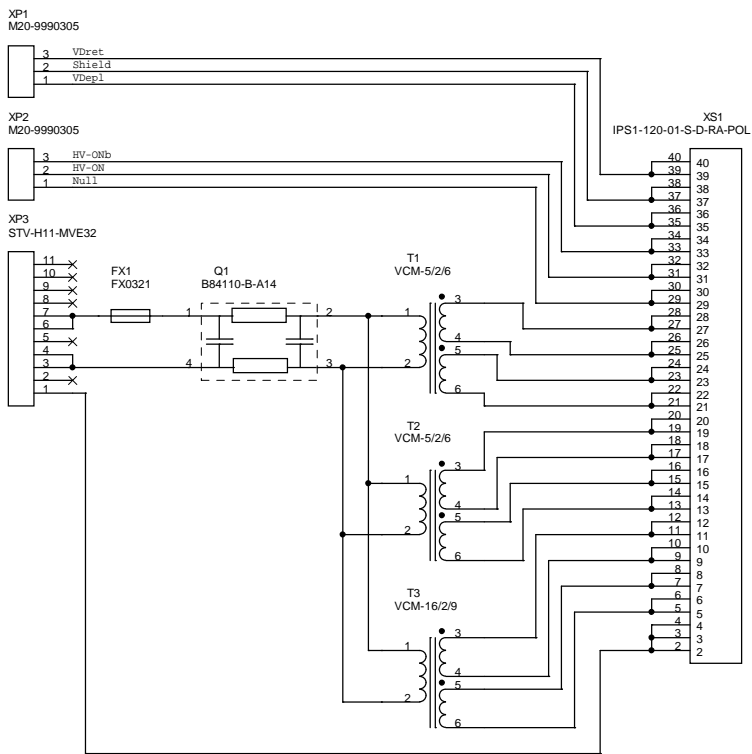 XP1
M20-9990305
3 VDret
2 Shield
1 VDepl
XP2
M20-9990305
3 HV-ONb
2 HV-ON
1 Null
XP3
STV-H11-MVE32
11
10
9
8
7
6
5
4
3
2
1
FX1
FX0321
Q1
B84110-B-A14
1 2
4 3
T1
VCM-5/2/6
1 3
4
2 5
6
T2
VCM-5/2/6
1 3
4
2 5
6
T3
VCM-16/2/9
1 3
4
2 5
6
XS1
IPS1-120-01-S-D-RA-POL
40 40
39 39
38 38
37 37
36 36
35 35
34 34
33 33
32 32
31 31
30 30
29 29
28 28
27 27
26 26
25 25
24 24
23 23
22 22
21 21
20 20
19 19
18 18
17 17
16 16
15 15
14 14
13 13
12 12
11 11
10 10
9 9
8 8
7 7
6 6
5 5
4 4
3 3
2 2